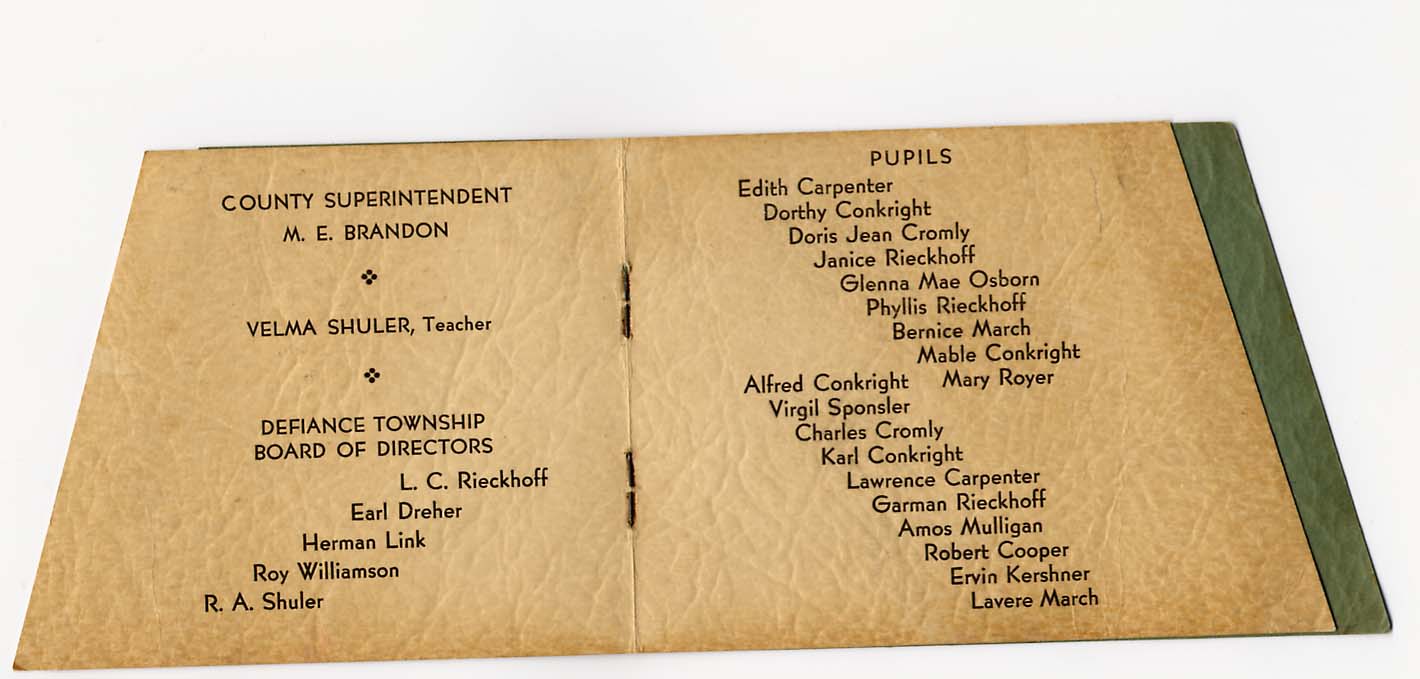 COUNTY SUPERINTENDENT
M. E. BRANDON
VELMA SHULER, Teacher
DEFIANCE TOWNSHIP
BOARD OF DIRECTORS
L. C. Rieckhoff
Earl Dreher
Herman Link
Roy Williamson
R. A. Shuler
PUPILS
Edith Carpenter
Dorthy Conkright
Doris Jean Cromly
Janice Rieckhoff
Glenna Mae Osborn
Phyllis Rieckhoff
Bernice March
Mable Conkright
Alfred Conkright Mary Royer
Virgil Sponsler
Charles Cromly
Karl Conkright
Lawrence Carpenter
Garman Rieckhoff
Amos Mulligan
Robert Cooper
Ervin Kershner
Lavere March